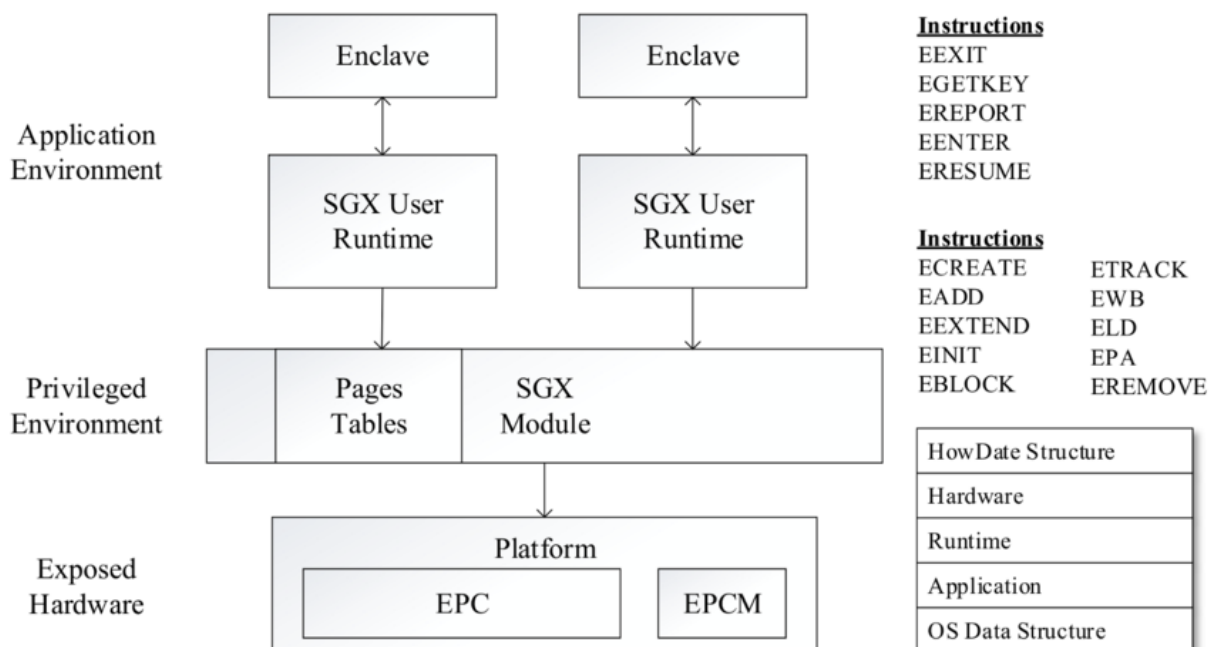 Enclave
Enclave
Application
Environment
SGX User
Runtime
SGX User
Runtime
Privileged
Environment
Pages
Tables
SGX
Module
Exposed
Hardware
Platform
EPC
EPCM
Instructions
EEXIT
EGETKEY
EREPORT
EENTER
ERESUME
Instructions
ECREATE
EADD
EEXTEND
EINIT
EBLOCK
ETRACK
EWB
ELD
EPA
EREMOVE
HowDate Structure
Hardware
Runtime
Application
OS Data Structure